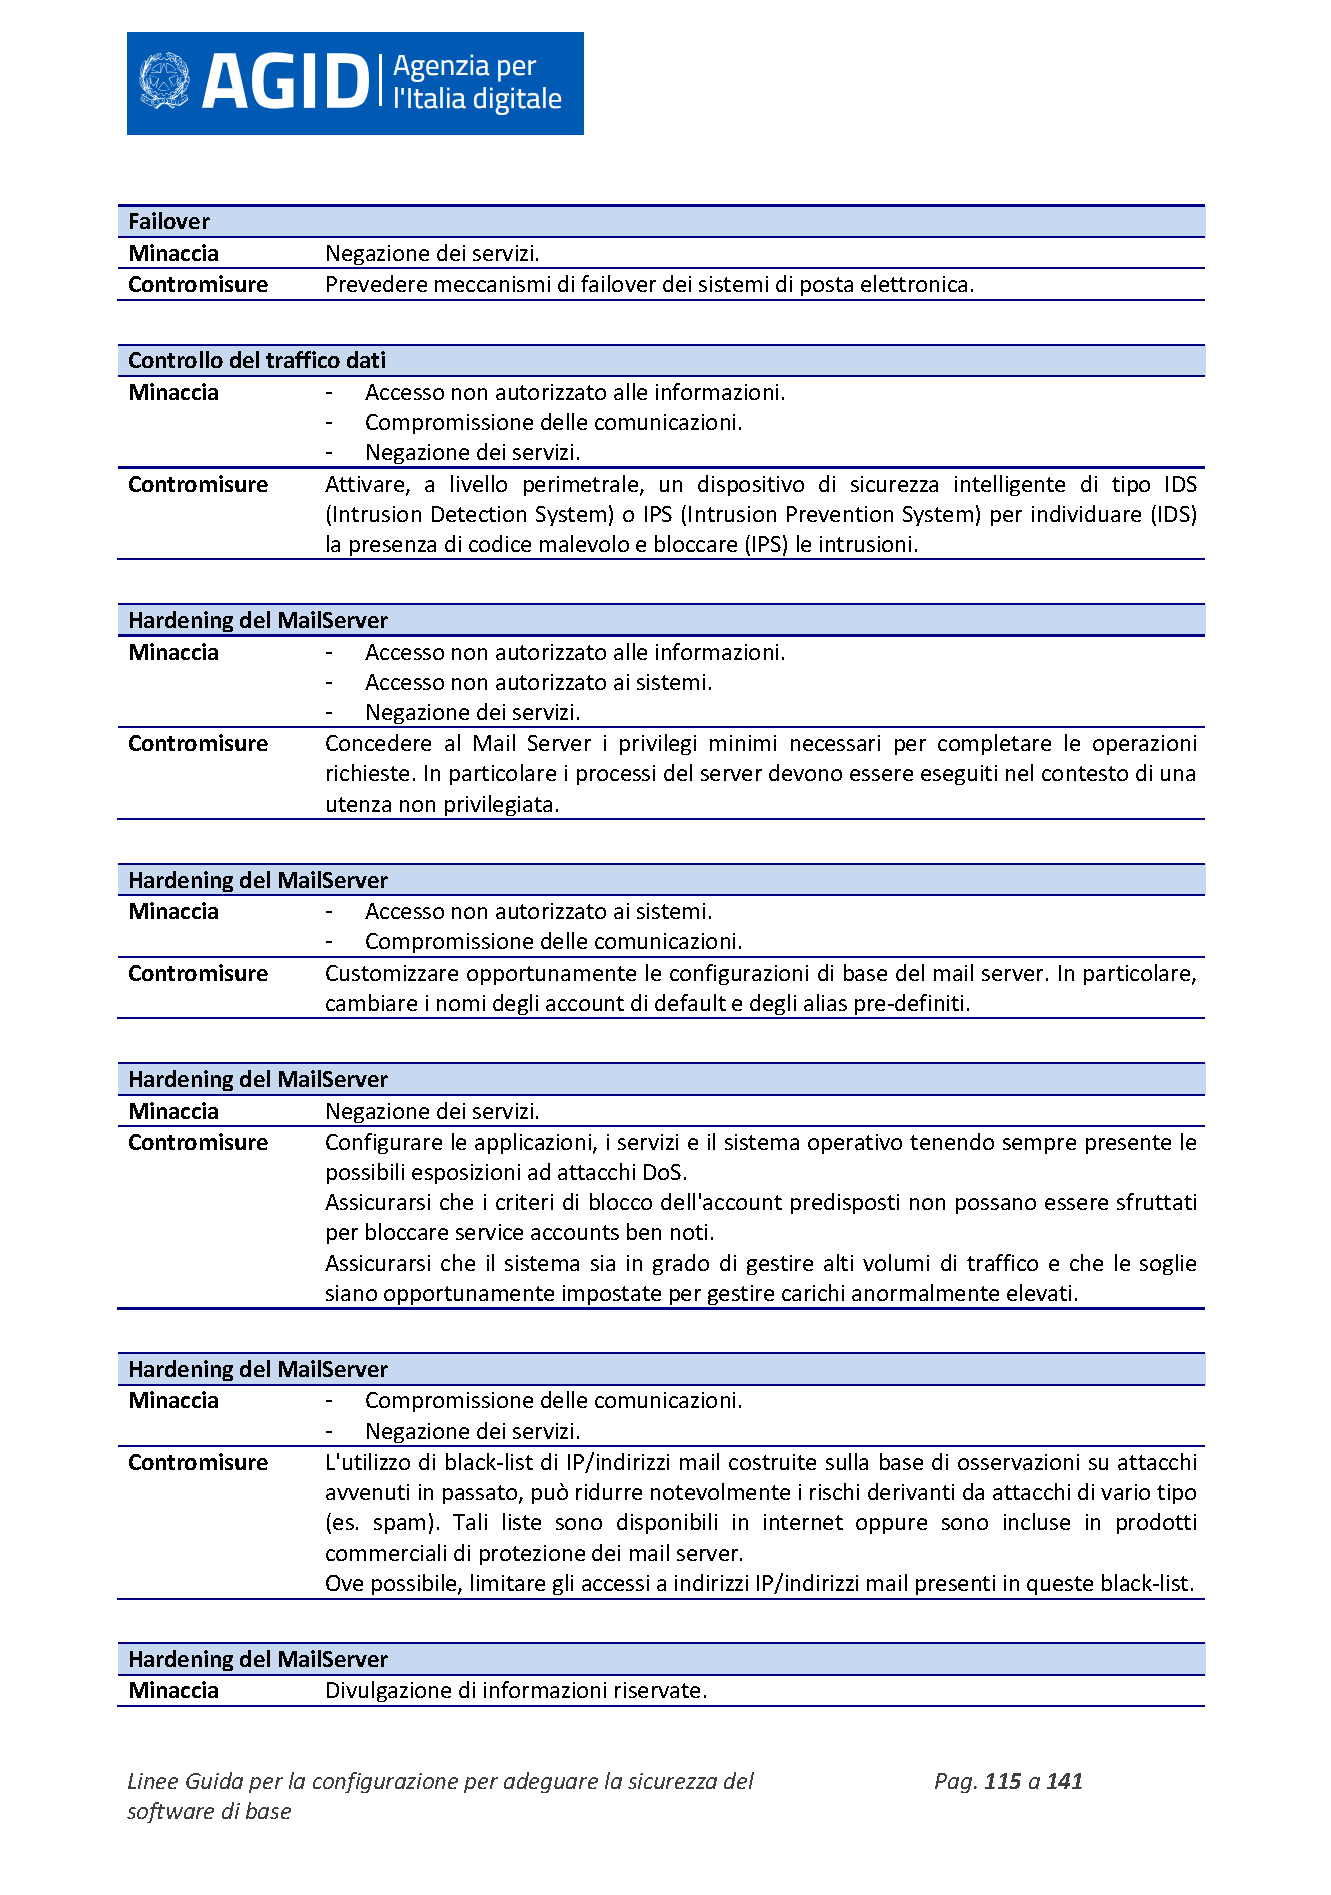 AGID Agenzia per
l'Italia digitale
Failover
Minaccia Negazione dei servizi.
Contromisure Prevedere meccanismi di failover dei sistemi di posta elettronica.
Controllo del traffico dati
Minaccia - Accesso non autorizzato alle informazioni.
- Compromissione delle comunicazioni.
- Negazione dei servizi.
Contromisure Attivare, a livello perimetrale, un dispositivo di sicurezza intelligente di tipo IDS
(Intrusion Detection System) o IPS (Intrusion Prevention System) per individuare (IDS)
la presenza di codice malevolo e bloccare (IPS) le intrusioni.
Hardening del MailServer
Minaccia - Accesso non autorizzato alle informazioni.
- Accesso non autorizzato ai sistemi.
- Negazione dei servizi.
Contromisure Concedere al Mail Server i privilegi minimi necessari per completare le operazioni
richieste. In particolare i processi del server devono essere eseguiti nel contesto di una
utenza non privilegiata.
Hardening del MailServer
Minaccia - Accesso non autorizzato ai sistemi.
- Compromissione delle comunicazioni.
Contromisure Customizzare opportunamente le configurazioni di base del mail server. In particolare,
cambiare i nomi degli account di default e degli alias pre-definiti.
Hardening del MailServer
Minaccia Negazione dei servizi.
Contromisure Configurare le applicazioni, i servizi e il sistema operativo tenendo sempre presente le
possibili esposizioni ad attacchi DoS.
Assicurarsi che i criteri di blocco dell'account predisposti non possano essere sfruttati
per bloccare service accounts ben noti.
Assicurarsi che il sistema sia in grado di gestire alti volumi di traffico e che le soglie
siano opportunamente impostate per gestire carichi anormalmente elevati.
Hardening del MailServer
Minaccia - Compromissione delle comunicazioni.
- Negazione dei servizi.
Contromisure L'utilizzo di black-list di IP/indirizzi mail costruite sulla base di osservazioni su attacchi
avvenuti in passato, può ridurre notevolmente i rischi derivanti da attacchi di vario tipo
(es. spam). Tali liste sono disponibili in internet oppure sono incluse in prodotti
commerciali di protezione dei mail server.
Ove possibile, limitare gli accessi a indirizzi IP/indirizzi mail presenti in queste black-list.
Hardening del MailServer
Minaccia Divulgazione di informazioni riservate.
Linee Guida per la configurazione per adeguare la sicurezza del Pag. 115 a 141
software di base